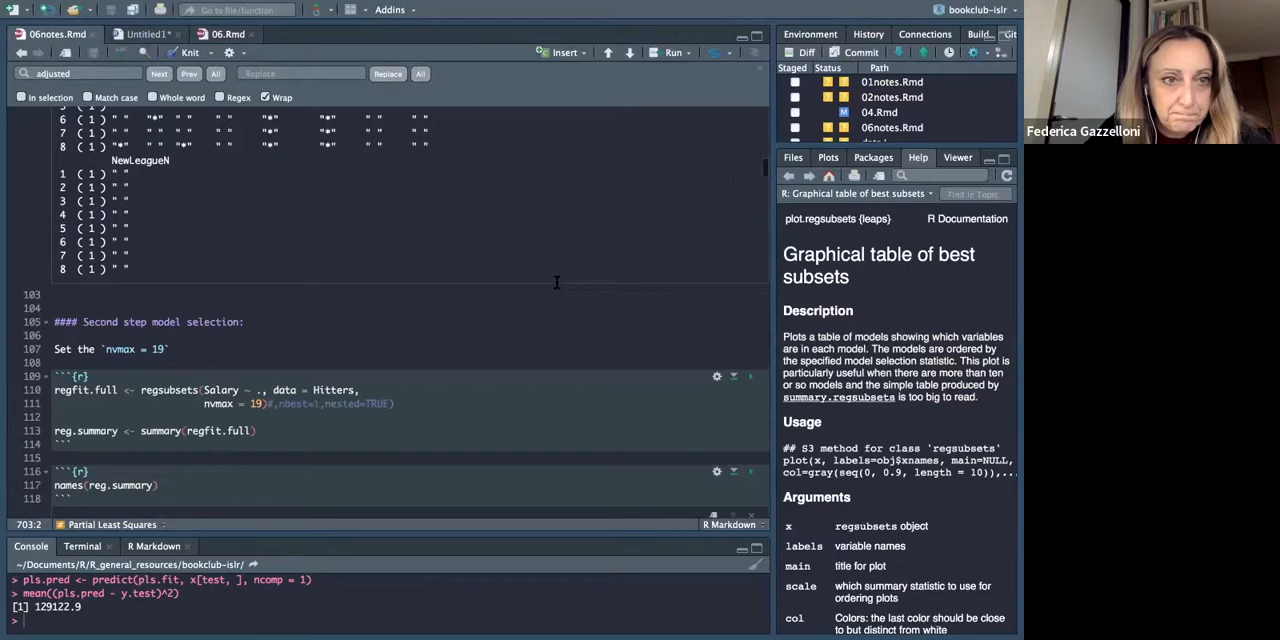 Go to file/function
Addins
bookclub-islr
06notes.Rmd
Untitled1*
06.Rmd
Knit
Insert
Run
adjusted
Next
Prev
All
Replace
Replace
All
In selection
Match case
Whole word
Regex
Wrap
6 ( 1 ) " " "*" " " " " "*" "*" " " " "
7 ( 1 ) " " " " " " " " "*" "*" " " " "
8 ( 1 ) "*" " " "*" " " "*" "*" " " " "
NewLeagueN
1 ( 1 ) " "
2 ( 1 ) " "
3 ( 1 ) " "
4 ( 1 ) " "
5 ( 1 ) " "
6 ( 1 ) " "
7 ( 1 ) " "
8 ( 1 ) " "
103
104
105 #### Second step model selection:
106
107 Set the `nvmax = 19`
108
109 ```{r}
110 regfit.full <- regsubsets(Salary ~ ., data = Hitters,
111 nvmax = 19)#,nbest=1,nested=TRUE)
112
113 reg.summary <- summary(regfit.full)
114 ```
115
116 ```{r}
117 names(reg.summary)
118 ```
703:2
Partial Least Squares
R Markdown
Console
Terminal
R Markdown
~/Documents/R/R_general_resources/bookclub-islr/
> pls.pred <- predict(pls.fit, x[test, ], ncomp = 1)
> mean((pls.pred - y.test)^2)
[1] 129122.9
>
Environment
History
Connections
Build
Git
Diff
Commit
Staged
Status
Path
01notes.Rmd
02notes.Rmd
M 04.Rmd
06notes.Rmd
Files
Plots
Packages
Help
Viewer
R: Graphical table of best subsets
Find in Topic
plot.regsubsets {leaps}
R Documentation
Graphical table of best
subsets
Description
Plots a table of models showing which variables
are in each model. The models are ordered by
the specified model selection statistic. This plot is
particularly useful when there are more than ten
or so models and the simple table produced by
summary.regsubsets is too big to read.
Usage
## S3 method for class 'regsubsets'
plot(x, labels=obj$xnames, main=NULL,
col=gray(seq(0, 0.9, length = 10)),...
Arguments
x regsubsets object
labels variable names
main title for plot
scale which summary statistic to use for
ordering plots
col Colors: the last color should be close
to but distinct from white
Federica Gazzelloni